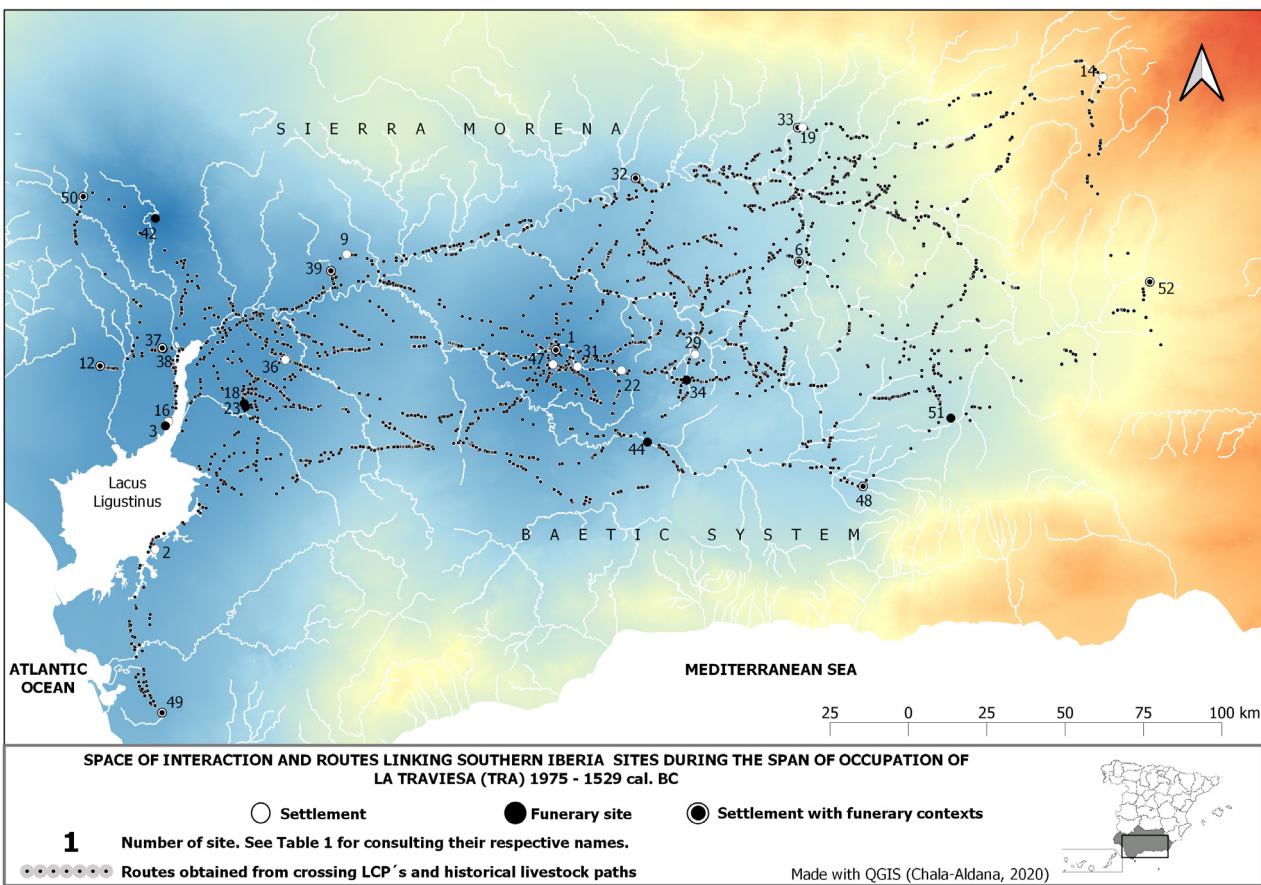 14
33
19
SIERRA MORENA
32
50
42
9
6
39
52
37
1
38
47
31
29
12
36
22
34
18
23
16
3
51
44
Lacus
Ligustinus
48
BAETIC SYSTEM
2
ATLANTIC
OCEAN
MEDITERRANEAN SEA
49
25 0 25 50 75 100 km
SPACE OF INTERACTION AND ROUTES LINKING SOUTHERN IBERIA SITES DURING THE SPAN OF OCCUPATION OF
LA TRAVIESA (TRA) 1975 - 1529 cal. BC
Settlement
Funerary site
Settlement with funerary contexts
1 Number of site. See Table 1 for consulting their respective names.
Routes obtained from crossing LCP´s and historical livestock paths
Made with QGIS (Chala-Aldana, 2020)